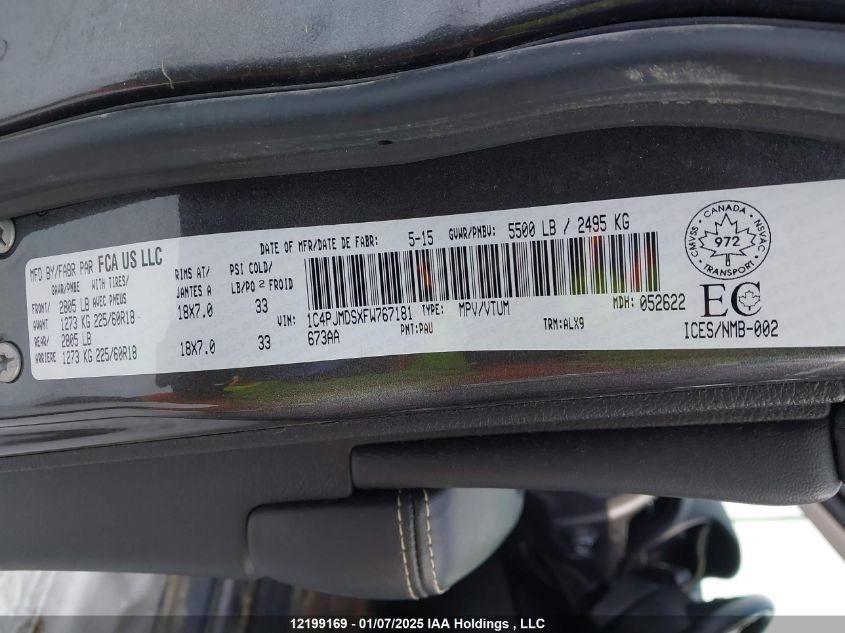 MFD BY/FABR PAR FCA US LLC
DATE OF MFR/DATE DE FABR: 5-15 GVWR/PNBV: 5500 LB / 2495 KG
GAWR/PNBE WITH TIRES/ RIMS AT/ PSI COLD/
AVEC PNEUS JANTES A LB/PO 2 FROID
FRONT/ 2805 LB
AVANT 1273 KG 225/60R18 18X7.0 33
REAR/ 2805 LB
ARRIERE 1273 KG 225/60R18 18X7.0 33
VIN: 1C4PJMDSXFW767181 TYPE: MPV/VTUM MDH: 052622
673AA PNT:PAU TRM:ALX9
CANADA
CMVSS 972 NSVAC
TRANSPORT
EC
ICES/NMB-002
12199169 - 01/07/2025 IAA Holdings , LLC